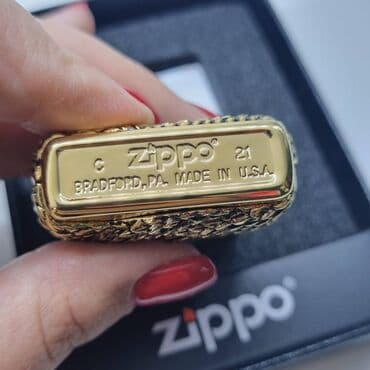 C zippo® 21
BRADFORD, PA. MADE IN U.S.A.
zippo®